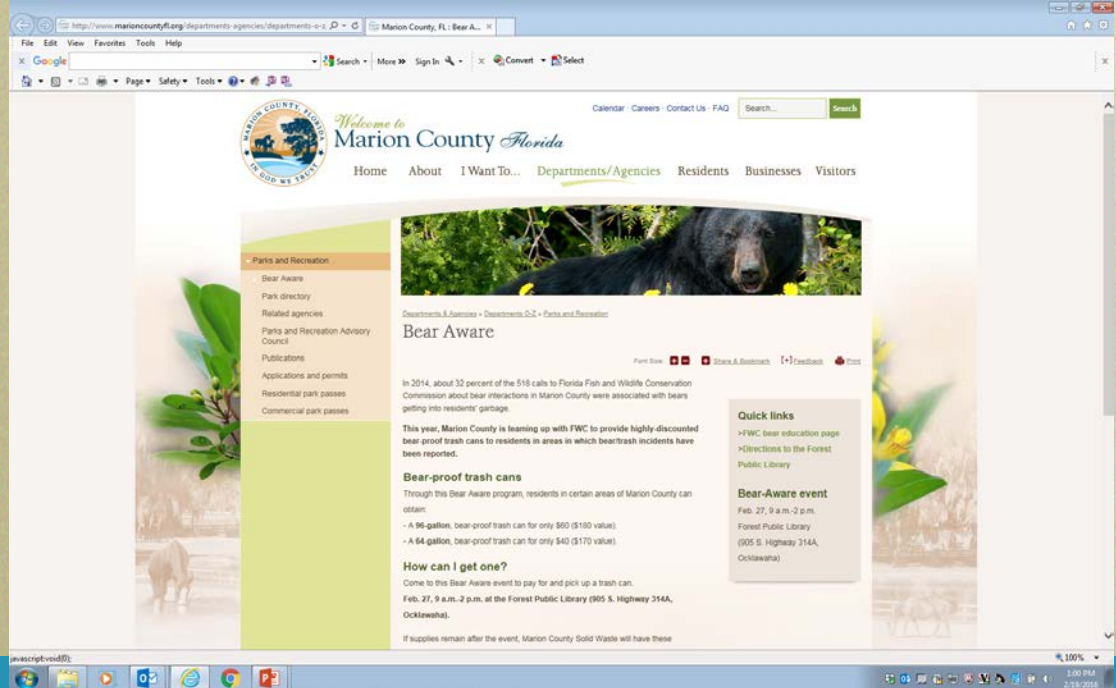 http://www.marioncountyfl.org/departments-agencies/departments-o-z
Marion County, FL : Bear A...
File Edit View Favorites Tools Help
Google
Search More >> Sign In
Convert
Select
Page Safety Tools
COUNTY, FLORIDA
IN GOD WE TRUST
Calendar · Careers · Contact Us · FAQ
Search...
Search
Welcome to
Marion County Florida
Home About I Want To... Departments/Agencies Residents Businesses Visitors
Parks and Recreation
Bear Aware
Park directory
Related agencies
Parks and Recreation Advisory
Council
Publications
Applications and permits
Residential park passes
Commercial park passes
Departments & Agencies » Departments O-Z » Parks and Recreation
Bear Aware
Font Size: + - Share & Bookmark [+] Feedback Print
In 2014, about 32 percent of the 518 calls to Florida Fish and Wildlife Conservation
Commission about bear interactions in Marion County were associated with bears
getting into residents' garbage.
This year, Marion County is teaming up with FWC to provide highly-discounted
bear-proof trash cans to residents in areas in which bear/trash incidents have
been reported.
Bear-proof trash cans
Through this Bear Aware program, residents in certain areas of Marion County can
obtain:
- A 96-gallon, bear-proof trash can for only $60 ($180 value).
- A 64-gallon, bear-proof trash can for only $40 ($170 value).
How can I get one?
Come to this Bear Aware event to pay for and pick up a trash can.
Feb. 27, 9 a.m.-2 p.m. at the Forest Public Library (905 S. Highway 314A,
Ocklawaha).
If supplies remain after the event, Marion County Solid Waste will have these
Quick links
>FWC bear education page
>Directions to the Forest
Public Library
Bear-Aware event
Feb. 27, 9 a.m.-2 p.m.
Forest Public Library
(905 S. Highway 314A,
Ocklawaha)
javascript:void(0);
100%
1:00 PM
2/19/2016